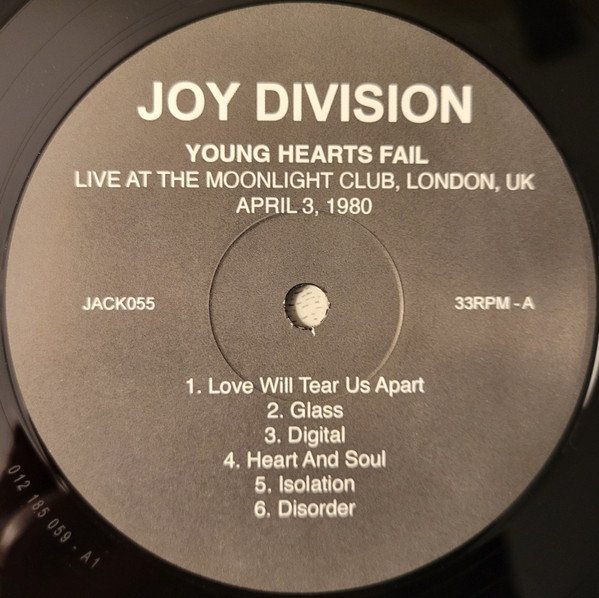 JOY DIVISION
YOUNG HEARTS FAIL
LIVE AT THE MOONLIGHT CLUB, LONDON, UK
APRIL 3, 1980
JACK055
33RPM - A
1. Love Will Tear Us Apart
2. Glass
3. Digital
4. Heart And Soul
5. Isolation
6. Disorder
012 185 059 - A1